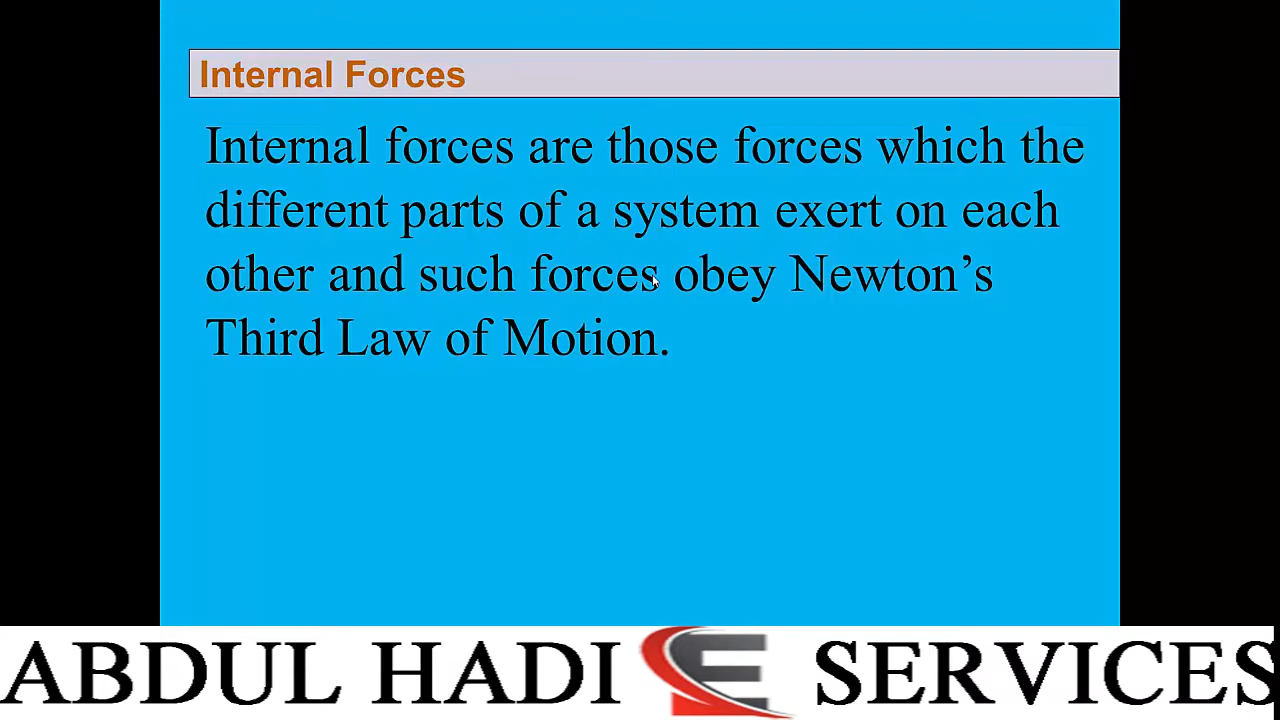 Internal Forces
Internal forces are those forces which the
different parts of a system exert on each
other and such forces obey Newton’s
Third Law of Motion.
ABDUL HADI E SERVICES